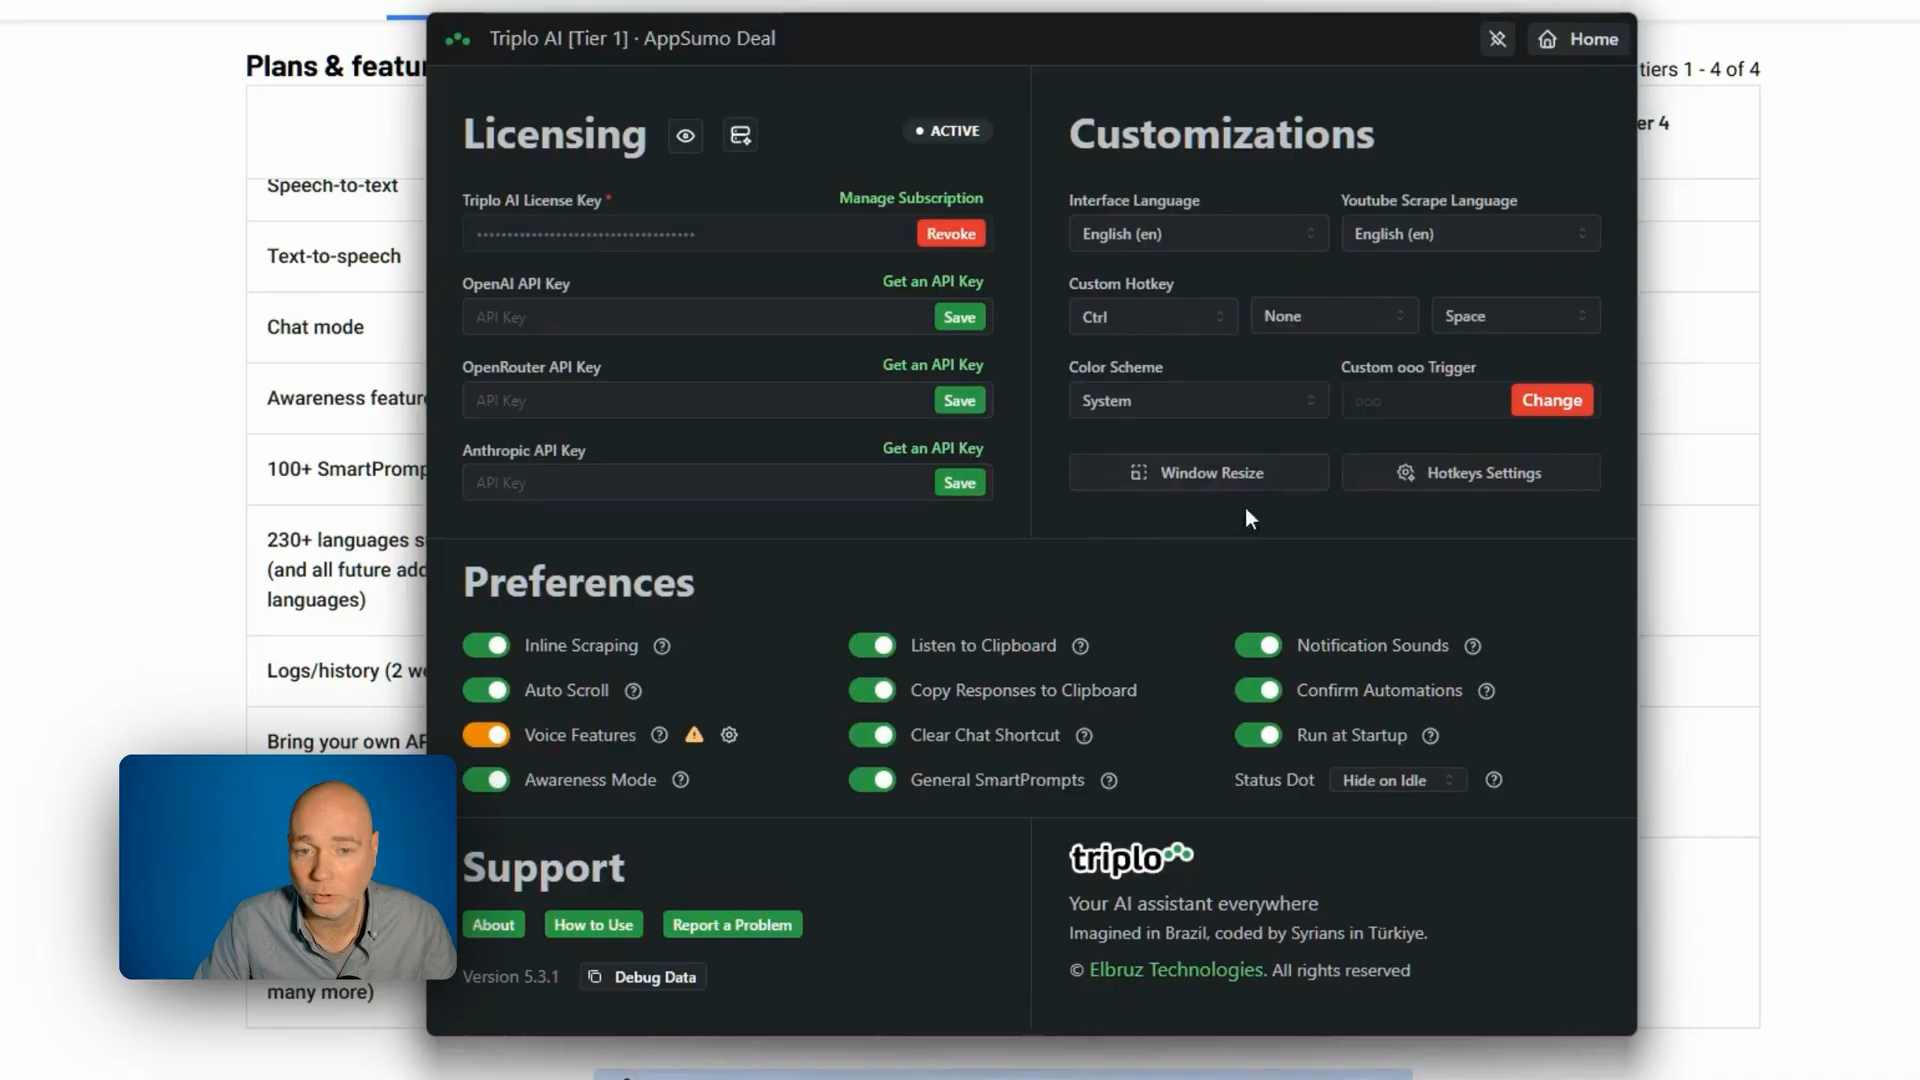 Triplo AI [Tier 1] · AppSumo Deal
Home
Plans &
tiers 1 - 4 of 4
Licensing
ACTIVE
Customizations
Triplo AI License Key *
Manage Subscription
Revoke
Interface Language
Youtube Scrape Language
English (en)
English (en)
OpenAI API Key
Get an API Key
API Key
Save
Custom Hotkey
Ctrl
None
Space
OpenRouter API Key
Get an API Key
API Key
Save
Color Scheme
Custom ooo Trigger
System
ooo
Change
Anthropic API Key
Get an API Key
API Key
Save
Window Resize
Hotkeys Settings
Preferences
Inline Scraping
Listen to Clipboard
Notification Sounds
Auto Scroll
Copy Responses to Clipboard
Confirm Automations
Voice Features
Clear Chat Shortcut
Run at Startup
Awareness Mode
General SmartPrompts
Status Dot
Hide on Idle
Support
About
How to Use
Report a Problem
Version 5.3.1
Debug Data
triplo
Your AI assistant everywhere
Imagined in Brazil, coded by Syrians in Türkiye.
© Elbruz Technologies. All rights reserved
Speech-to-text
Text-to-speech
Chat mode
Awareness
100+
230+ languages
(and all future
languages)
Logs/history (2
Bring your own
many more)
4